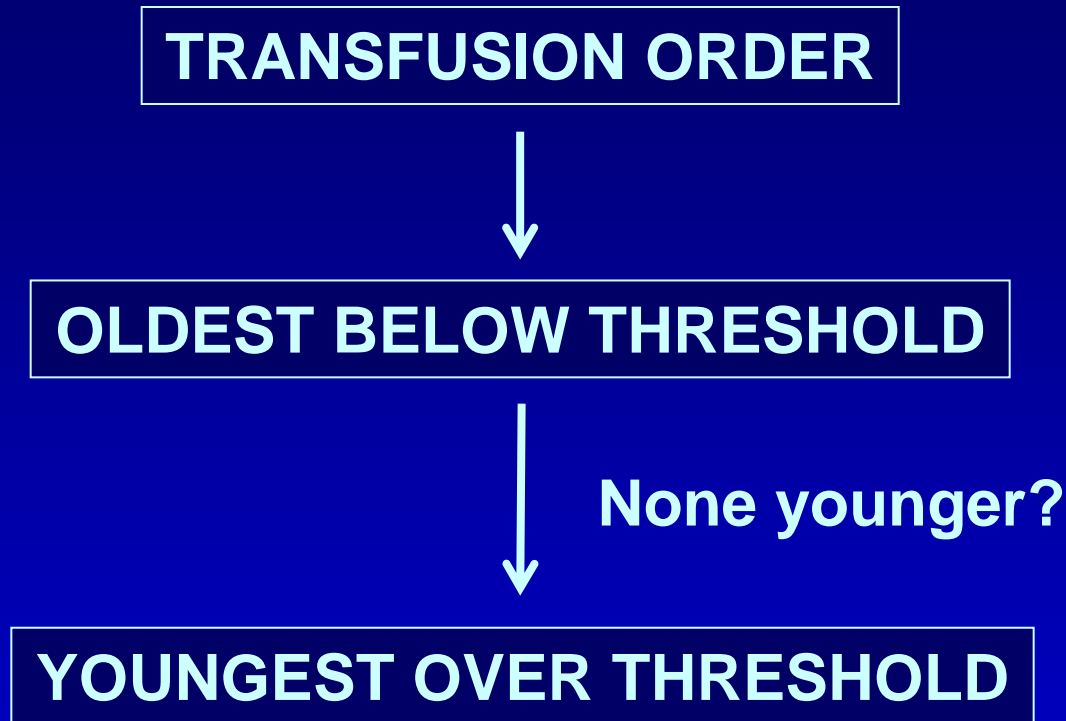 TRANSFUSION ORDER
OLDEST BELOW THRESHOLD
None younger?
YOUNGEST OVER THRESHOLD